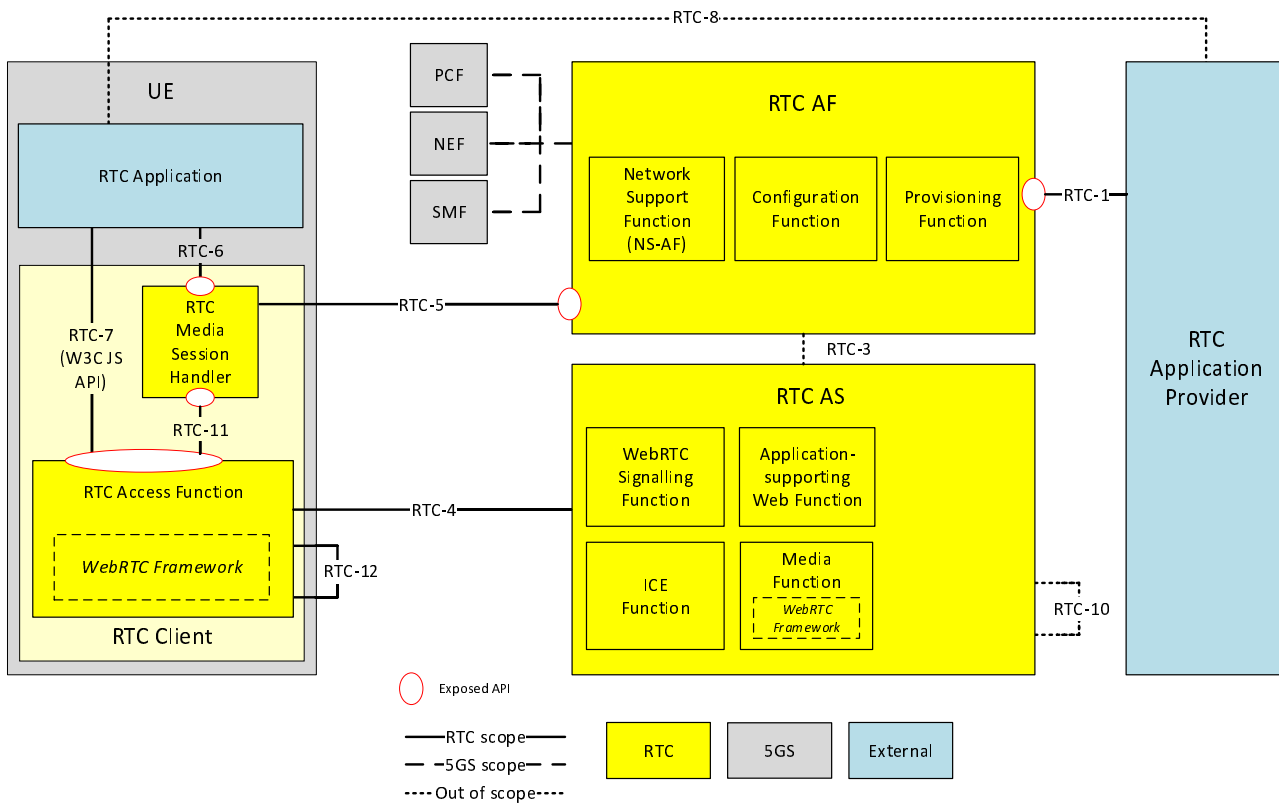 RTC-8
UE
RTC Application
RTC-6
RTC
Media
Session
Handler
RTC-7
(W3C JS
API)
RTC-11
RTC Access Function
WebRTC Framework
RTC-12
RTC Client
PCF
NEF
SMF
RTC-5
RTC-4
RTC AF
Network
Support
Function
(NS-AF)
Configuration
Function
Provisioning
Function
RTC-1
RTC-3
RTC AS
WebRTC
Signalling
Function
Application-
supporting
Web Function
ICE
Function
Media
Function
WebRTC
Framework
RTC-10
RTC
Application
Provider
Exposed API
RTC scope
5GS scope
Out of scope
RTC
5GS
External